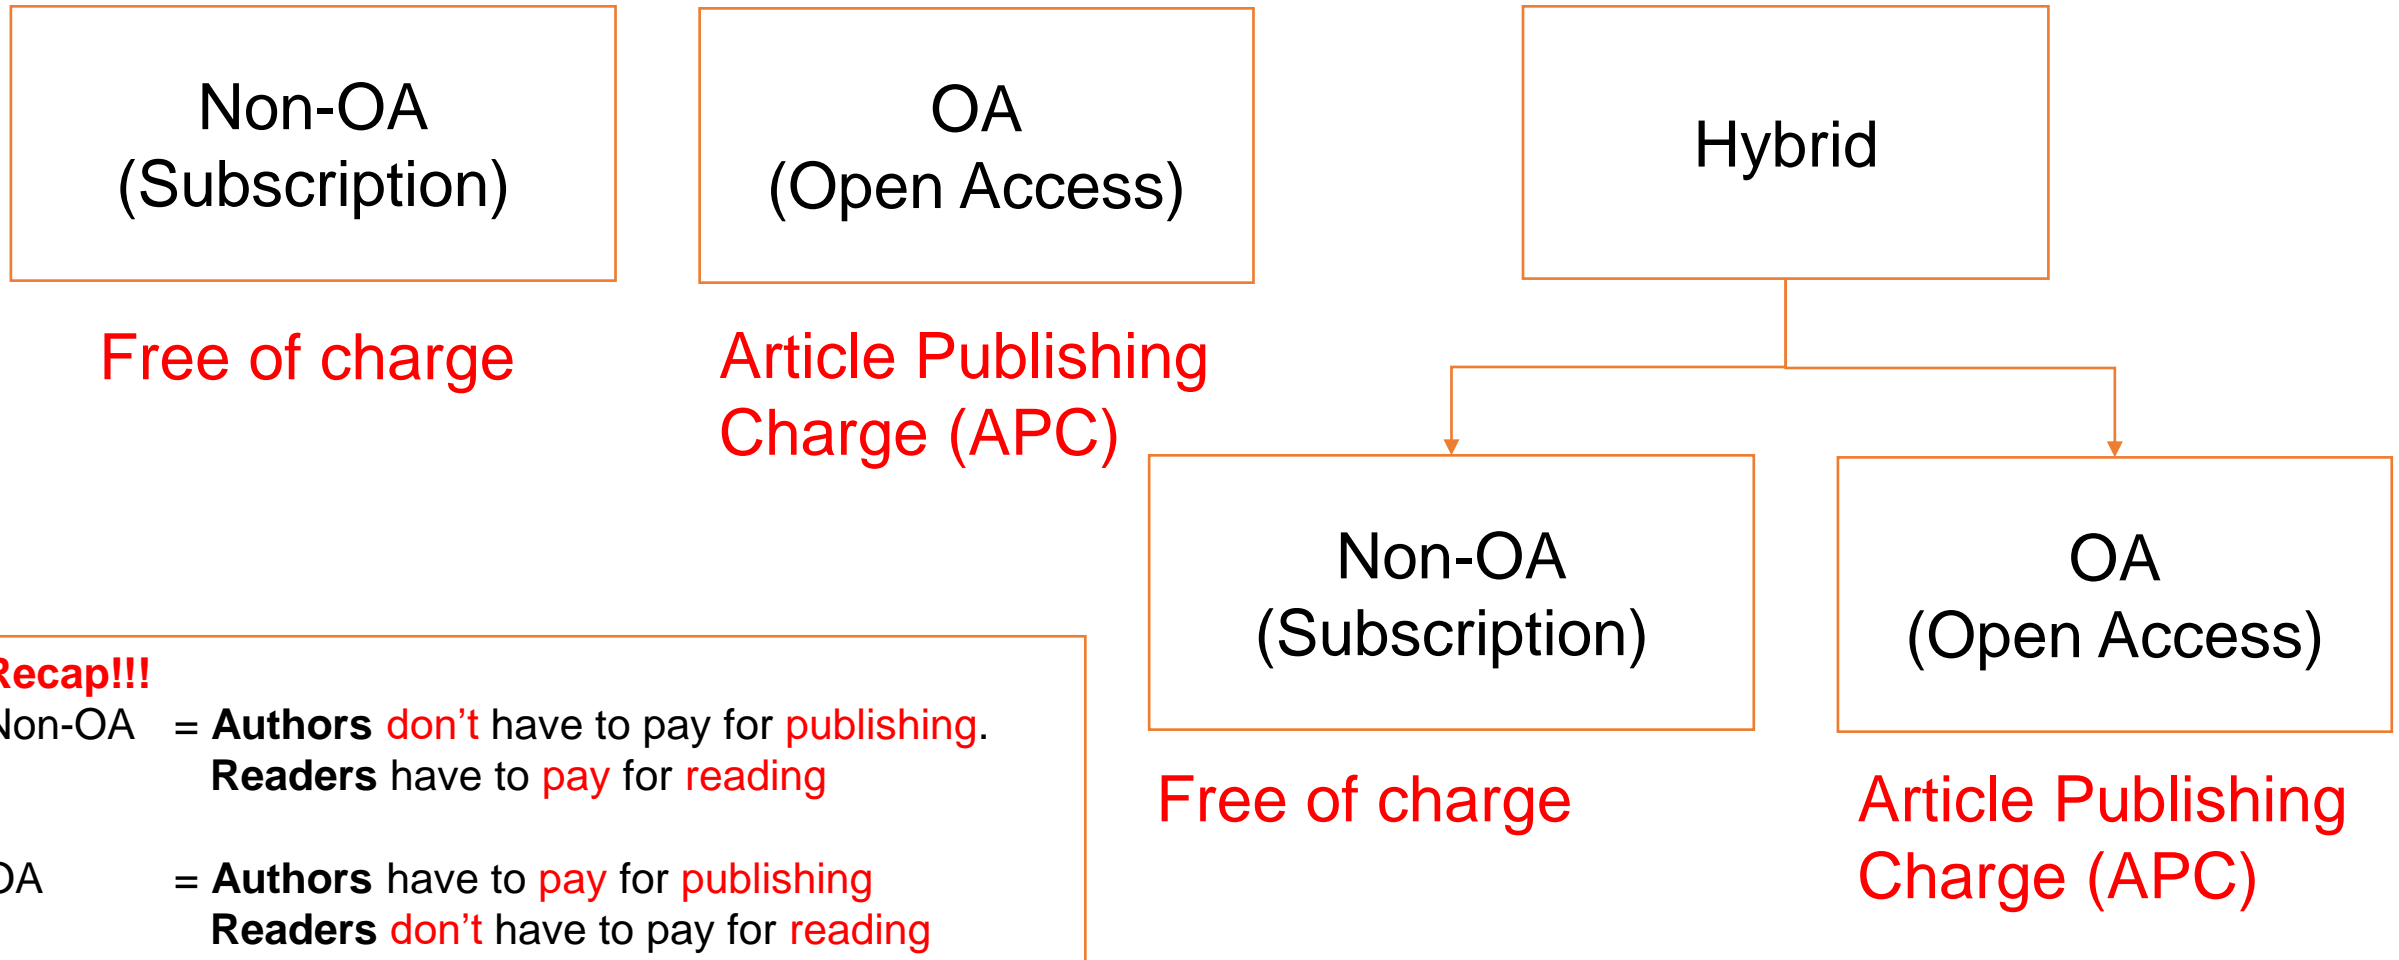 Non-OA
(Subscription)
Free of charge
OA
(Open Access)
Article Publishing
Charge (APC)
Hybrid
Non-OA
(Subscription)
Free of charge
OA
(Open Access)
Article Publishing
Charge (APC)
Recap!!!
Non-OA = Authors don’t have to pay for publishing.
Readers have to pay for reading
OA = Authors have to pay for publishing
Readers don’t have to pay for reading